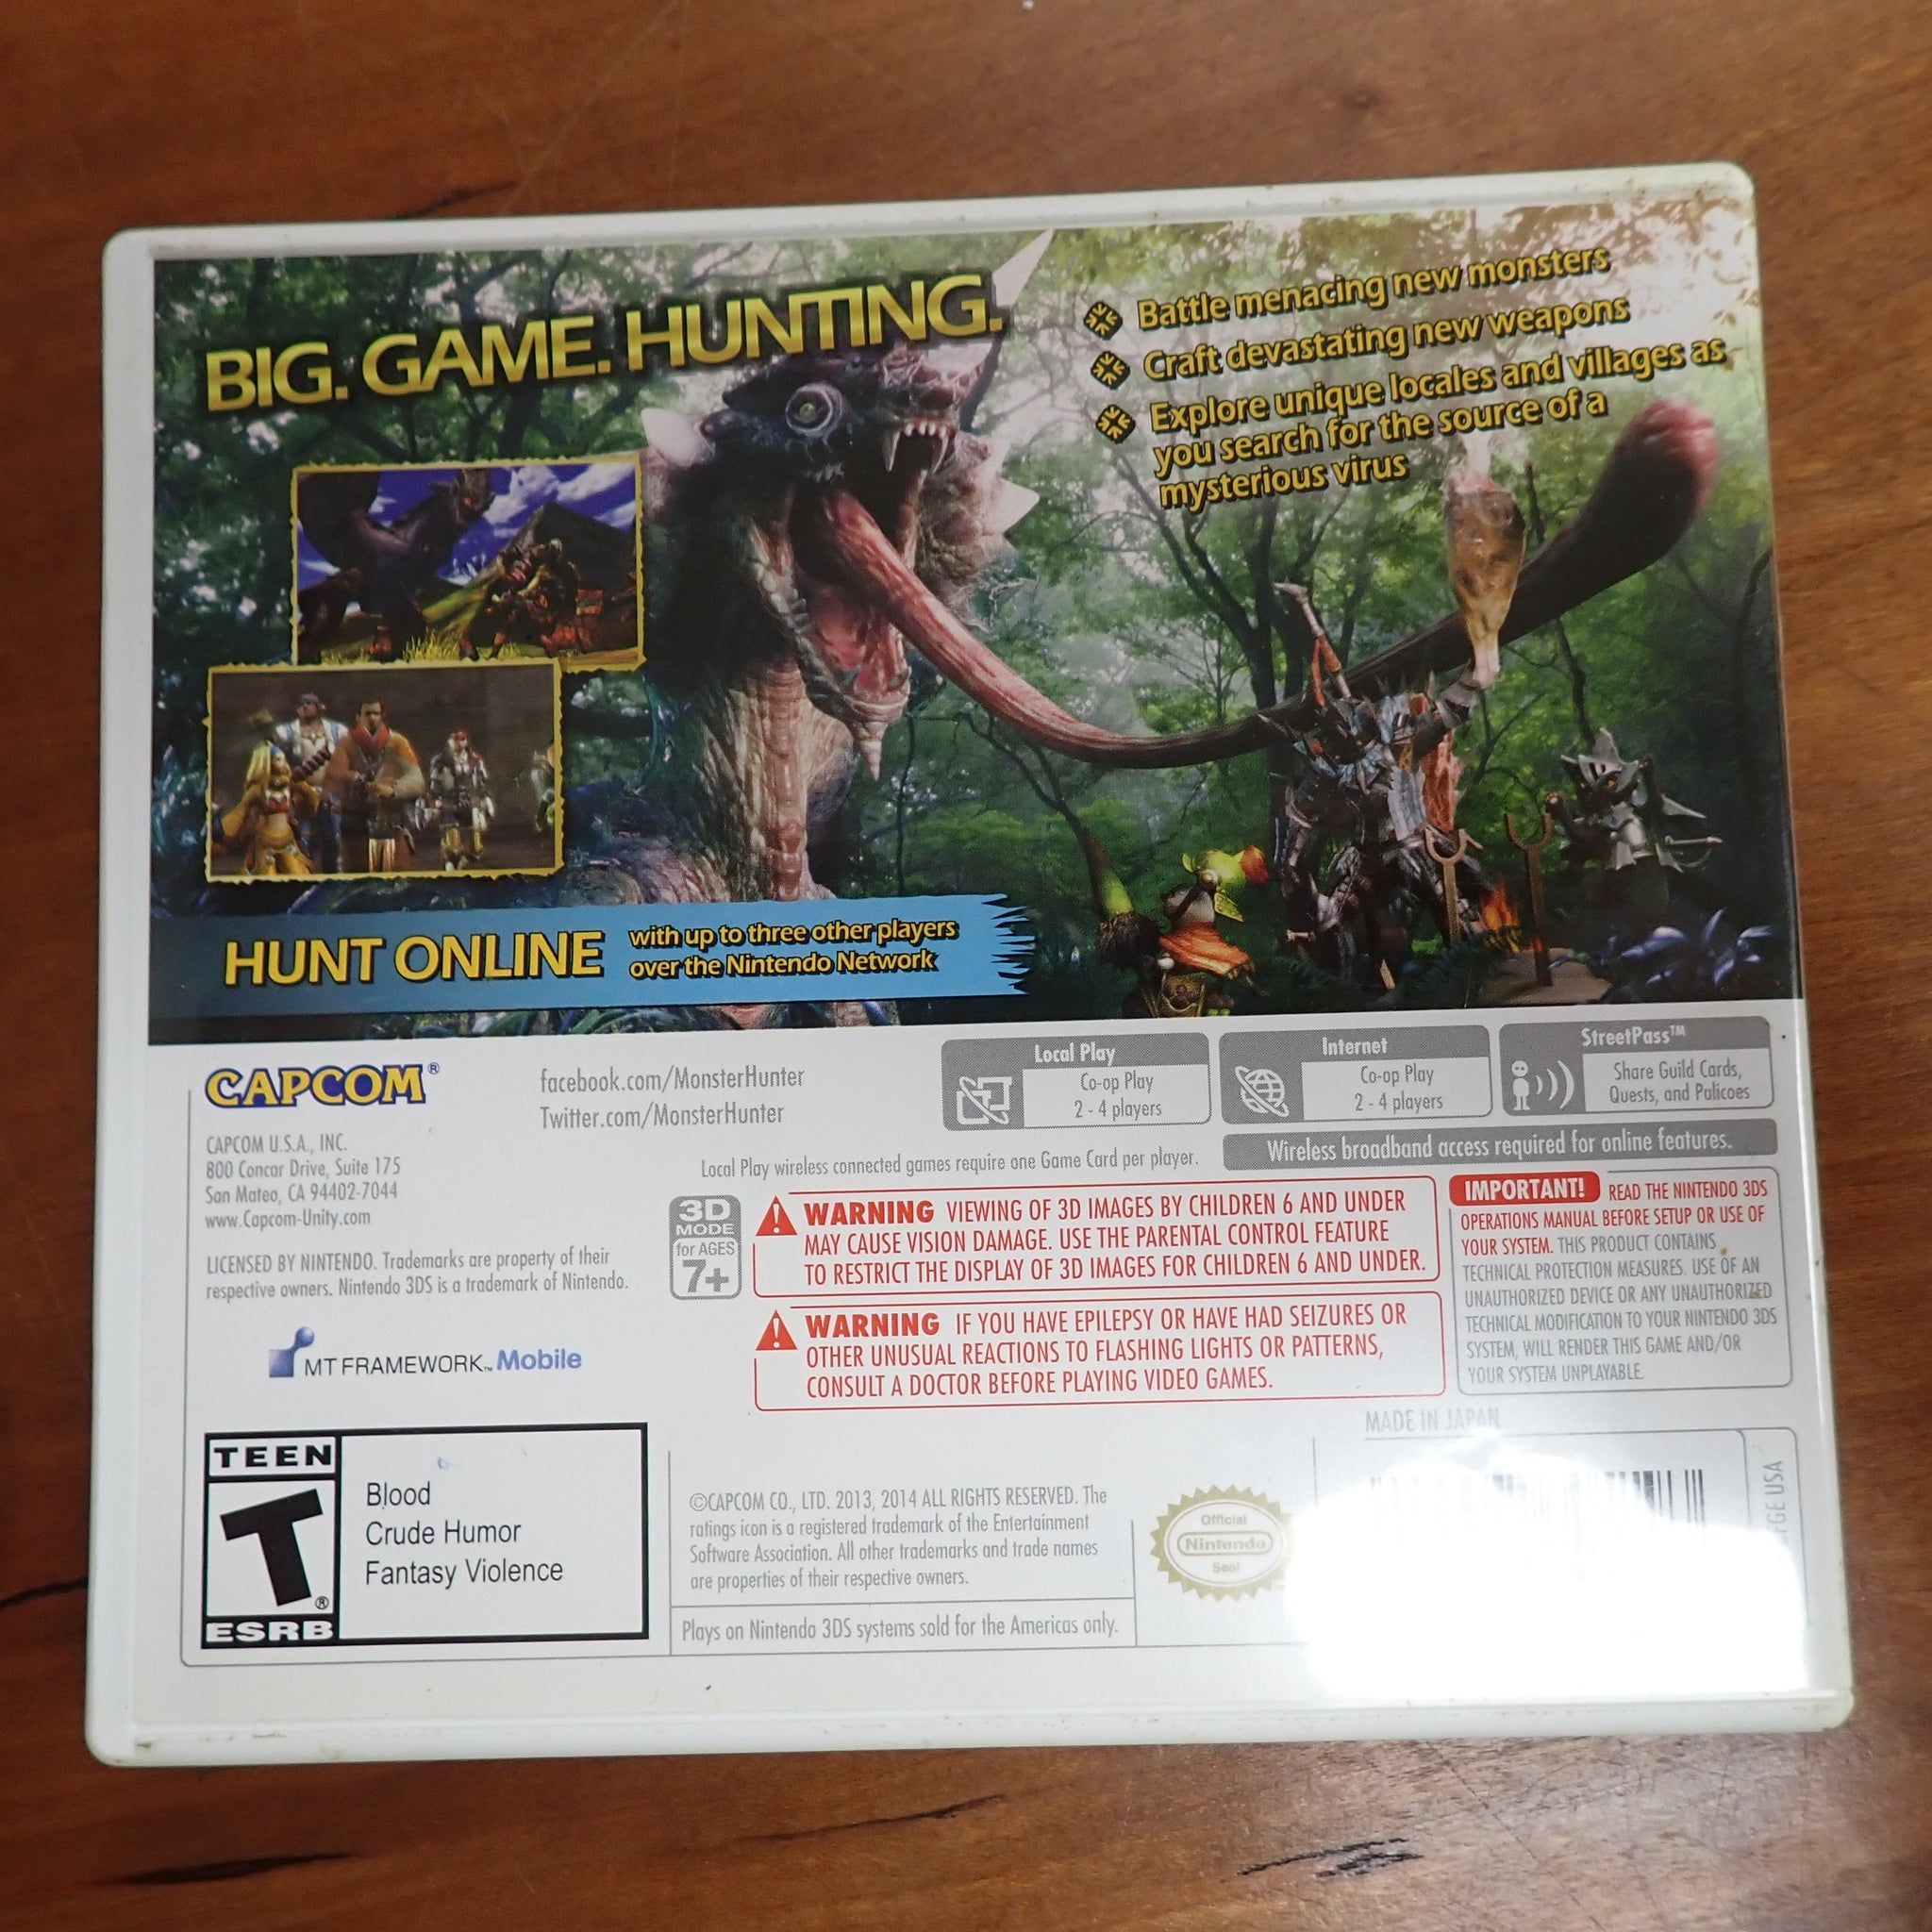 BIG. GAME. HUNTING.
Battle menacing new monsters
Craft devastating new weapons
Explore unique locales and villages as
you search for the source of a
mysterious virus
HUNT ONLINE
with up to three other players
over the Nintendo Network
CAPCOM®
facebook.com/MonsterHunter
Twitter.com/MonsterHunter
Local Play
Co-op Play
2 - 4 players
Internet
Co-op Play
2 - 4 players
StreetPass™
Share Guild Cards,
Quests, and Palicoes
CAPCOM U.S.A., INC.
800 Concar Drive, Suite 175
San Mateo, CA 94402-7044
www.Capcom-Unity.com
Local Play wireless connected games require one Game Card per player.
Wireless broadband access required for online features.
LICENSED BY NINTENDO. Trademarks are property of their
respective owners. Nintendo 3DS is a trademark of Nintendo.
3D
MODE
for AGES
7+
WARNING VIEWING OF 3D IMAGES BY CHILDREN 6 AND UNDER
MAY CAUSE VISION DAMAGE. USE THE PARENTAL CONTROL FEATURE
TO RESTRICT THE DISPLAY OF 3D IMAGES FOR CHILDREN 6 AND UNDER.
WARNING IF YOU HAVE EPILEPSY OR HAVE HAD SEIZURES OR
OTHER UNUSUAL REACTIONS TO FLASHING LIGHTS OR PATTERNS,
CONSULT A DOCTOR BEFORE PLAYING VIDEO GAMES.
IMPORTANT! READ THE NINTENDO 3DS
OPERATIONS MANUAL BEFORE SETUP OR USE OF
YOUR SYSTEM. THIS PRODUCT CONTAINS
TECHNICAL PROTECTION MEASURES. USE OF AN
UNAUTHORIZED DEVICE OR ANY UNAUTHORIZED
TECHNICAL MODIFICATION TO YOUR NINTENDO 3DS
SYSTEM, WILL RENDER THIS GAME AND/OR
YOUR SYSTEM UNPLAYABLE.
MT FRAMEWORK™ Mobile
MADE IN JAPAN
TEEN
T®
ESRB
Blood
Crude Humor
Fantasy Violence
©CAPCOM CO., LTD. 2013, 2014 ALL RIGHTS RESERVED. The
ratings icon is a registered trademark of the Entertainment
Software Association. All other trademarks and trade names
are properties of their respective owners.
Plays on Nintendo 3DS systems sold for the Americas only.
Official
Nintendo
Seal
USA